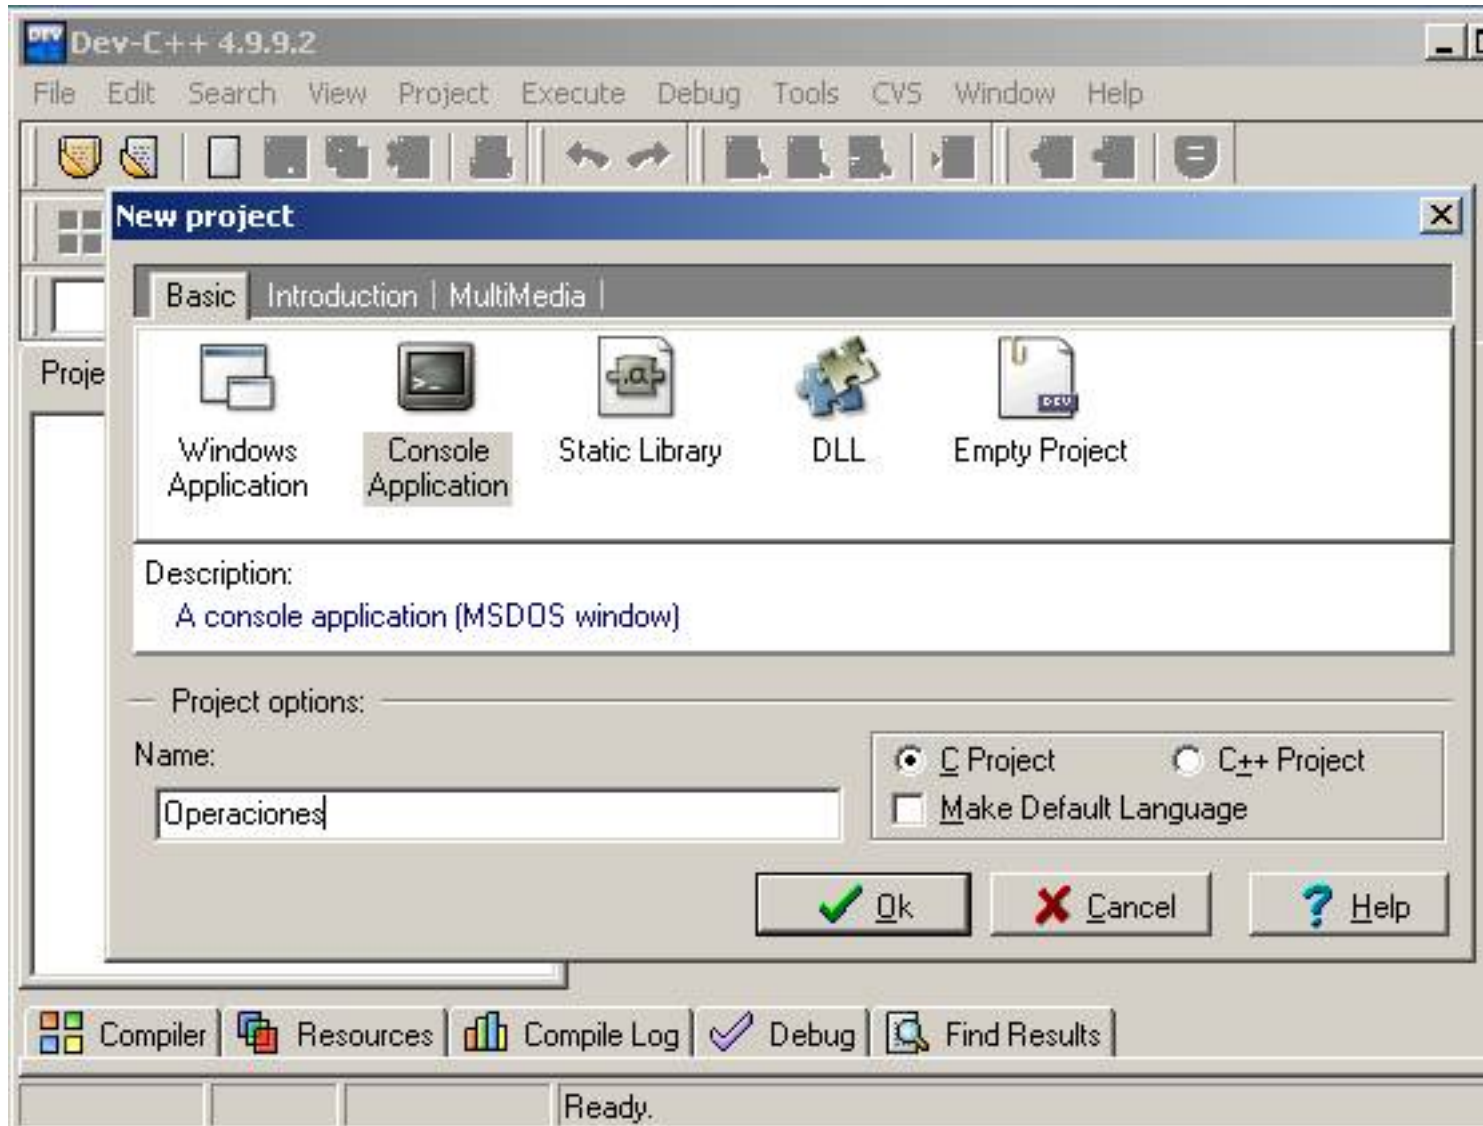 DEV Dev-C++ 4.9.9.2
File Edit Search View Project Execute Debug Tools CVS Window Help
New project
Basic Introduction MultiMedia
Proje
.a
DEV
Windows Application
Console Application
Static Library
DLL
Empty Project
Description:
A console application (MSDOS window)
Project options:
Name:
C Project C++ Project
Operaciones
Make Default Language
Ok Cancel Help
Compiler Resources Compile Log Debug Find Results
Ready.